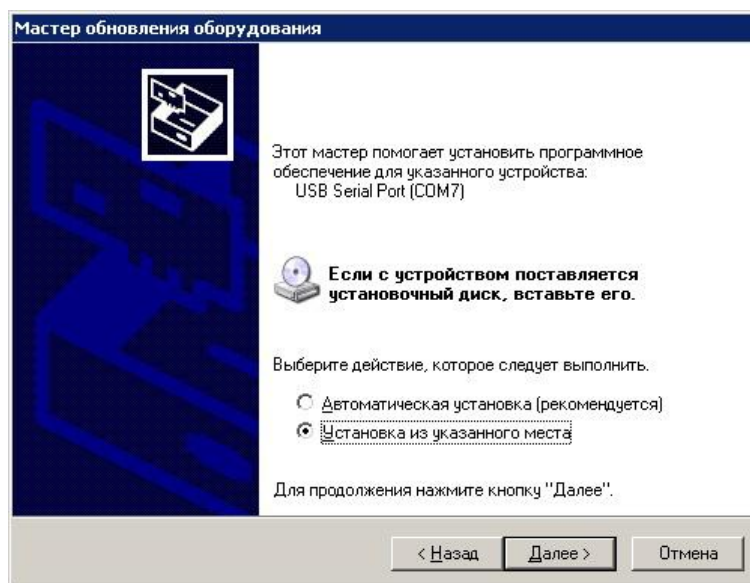 Мастер обновления оборудования
Этот мастер помогает установить программное
обеспечение для указанного устройства:
USB Serial Port (COM7)
Если с устройством поставляется
установочный диск, вставьте его.
Выберите действие, которое следует выполнить.
Автоматическая установка (рекомендуется)
Установка из указанного места
Для продолжения нажмите кнопку "Далее".
< Назад Далее > Отмена